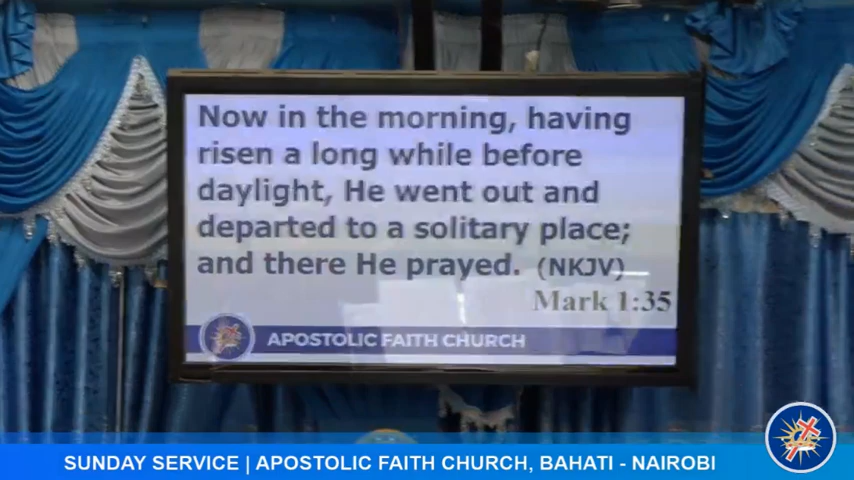 Now in the morning, having
risen a long while before
daylight, He went out and
departed to a solitary place;
and there He prayed. (NKJV)
Mark 1:35
APOSTOLIC FAITH CHURCH
SUNDAY SERVICE | APOSTOLIC FAITH CHURCH, BAHATI - NAIROBI